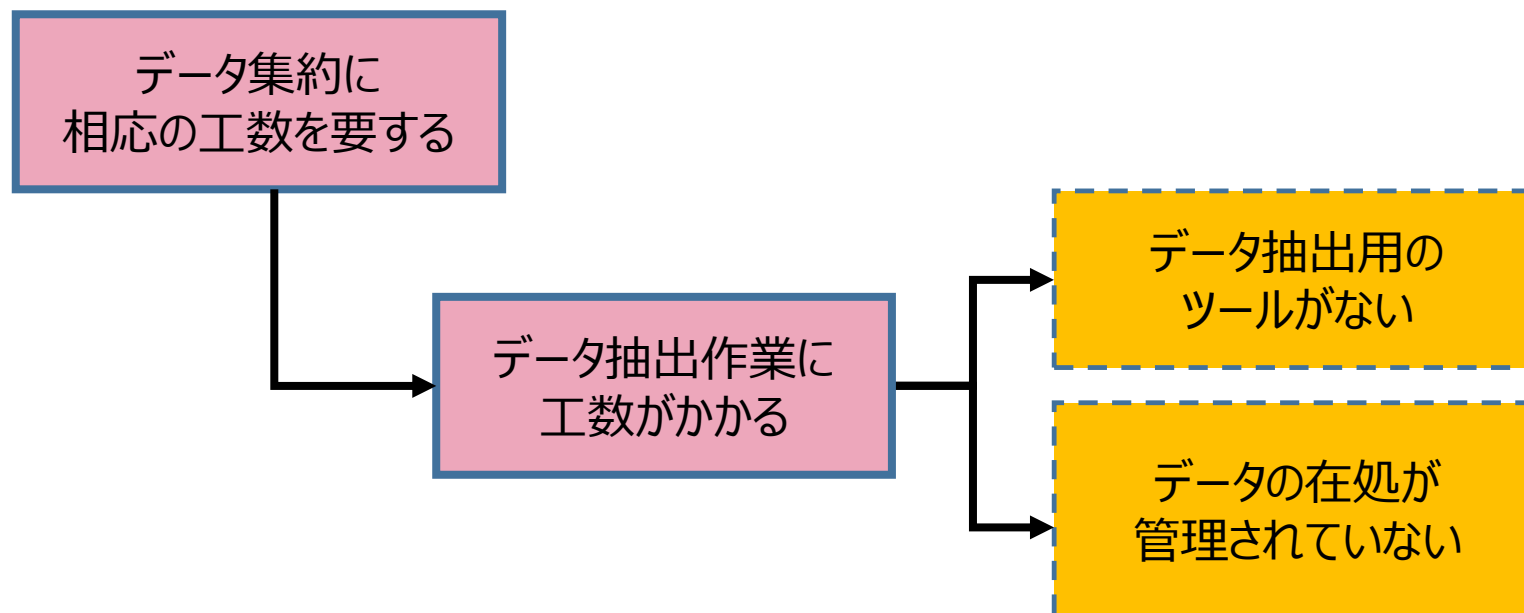 データ集約に
相応の工数を要する
データ抽出作業に
工数がかかる
データ抽出用の
ツールがない
データの在処が
管理されていない